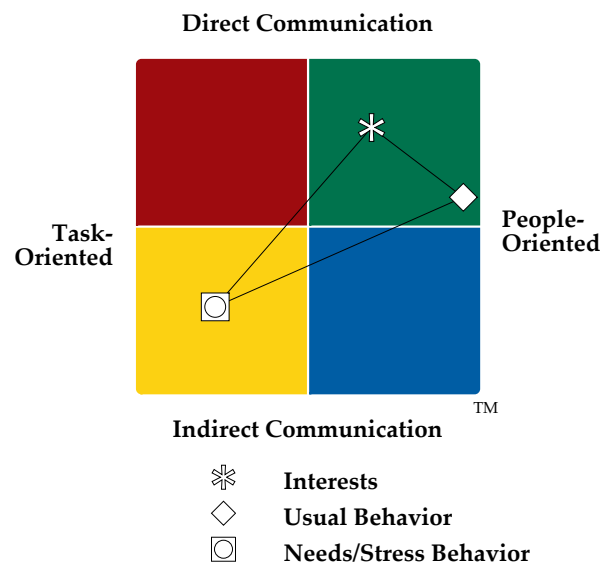 Direct Communication
Task-
Oriented
People-
Oriented
TM
Indirect Communication
Interests
Usual Behavior
Needs/Stress Behavior